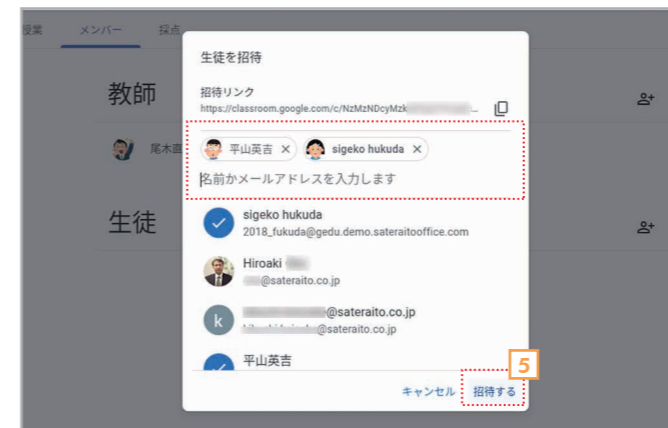 授業 メンバー 採点
生徒を招待
招待リンク
https://classroom.google.com/c/NzMzNDcyMzk
教師
平山英吉 × sigeko hukuda ×
尾木直
名前かメールアドレスを入力します
生徒
sigeko hukuda
2018_fukuda@gedu.demo.sateraitooffice.com
Hiroaki
@sateraito.co.jp
k
@sateraito.co.jp
@sateraito.co.jp
平山英吉
5
キャンセル 招待する